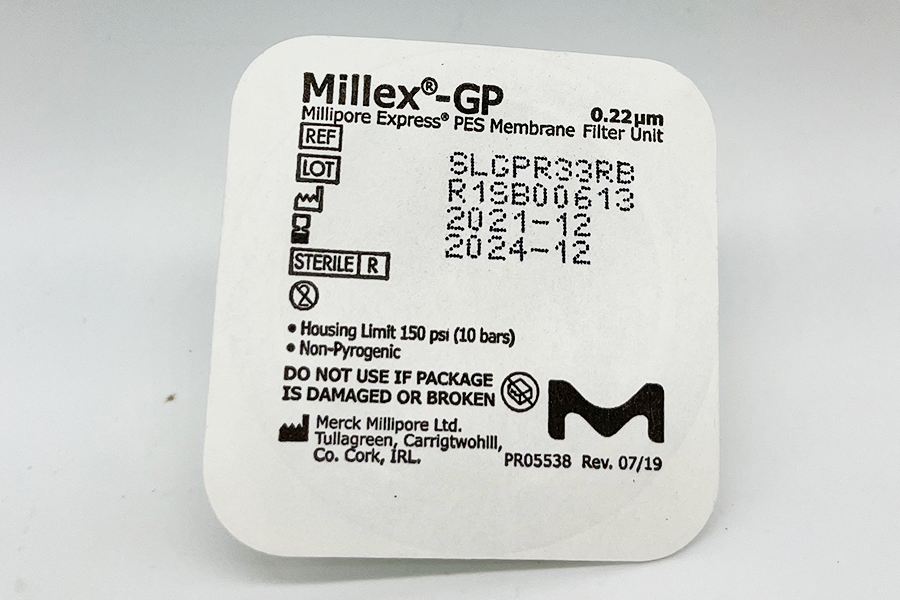 Millex®-GP
0.22µm
Millipore Express® PES Membrane Filter Unit
REF
SLGPR33RB
LOT
R1SB00613
2021-12
2024-12
STERILE R
2
• Housing Limit 150 psi (10 bars)
• Non-Pyrogenic
DO NOT USE IF PACKAGE
IS DAMAGED OR BROKEN
Merck Millipore Ltd.
Tullagreen, Carrigtwohill,
Co. Cork, IRL.
PR05538 Rev. 07/19